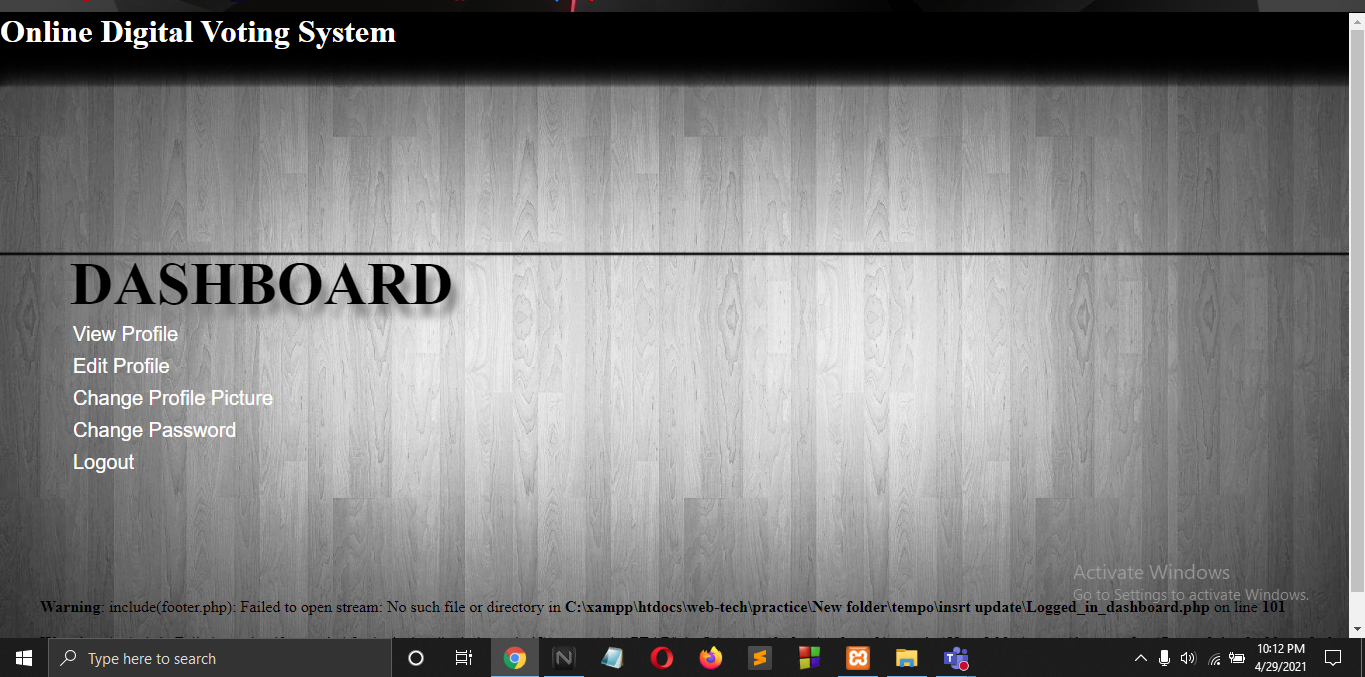 Online Digital Voting System
DASHBOARD
View Profile
Edit Profile
Change Profile Picture
Change Password
Logout
Activate Windows
Go to Settings to activate Windows.
Warning: include(footer.php): Failed to open stream: No such file or directory in C:\xampp\htdocs\web-tech\practice\New folder\tempo\insrt update\Logged_in_dashboard.php on line 101
Type here to search
10:12 PM
4/29/2021